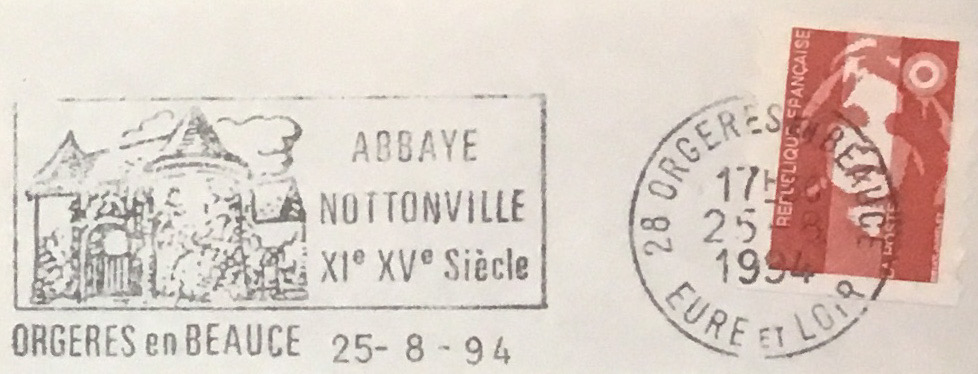 ABBAYE
NOTTONVILLE
XIe XVe Siècle
ORGERES en BEAUCE 25-8-94
28 ORGERES EN BEAUCE
17H
25
1994
EURE ET LOIR
REPUBLIQUE FRANÇAISE
LA POSTE